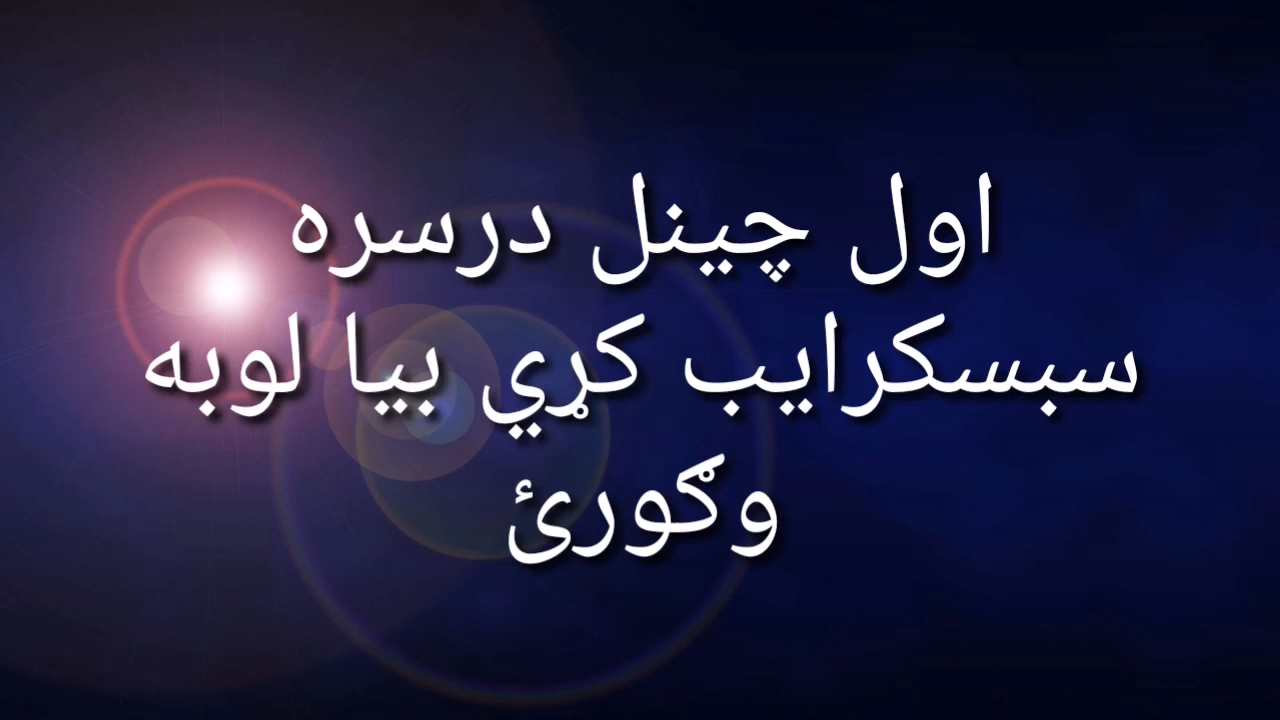 اول چینل درسره
سبسکرایب کړي بیا لوبه
وګورئ